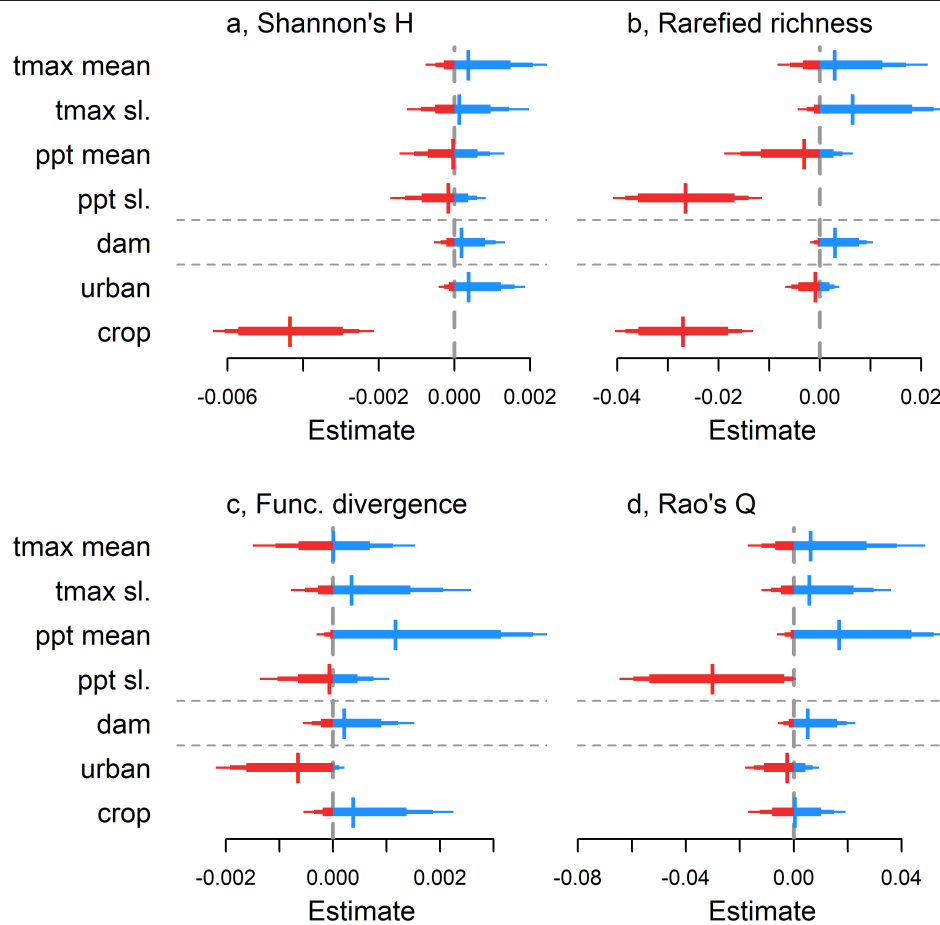 a, Shannon's H
b, Rarefied richness
tmax mean
tmax sl.
ppt mean
ppt sl.
dam
urban
crop
-0.006 -0.002 0.000 0.002
-0.04 -0.02 0.00 0.02
Estimate
Estimate
c, Func. divergence
d, Rao's Q
tmax mean
tmax sl.
ppt mean
ppt sl.
dam
urban
crop
-0.002 0.000 0.002
-0.08 -0.04 0.00 0.04
Estimate
Estimate